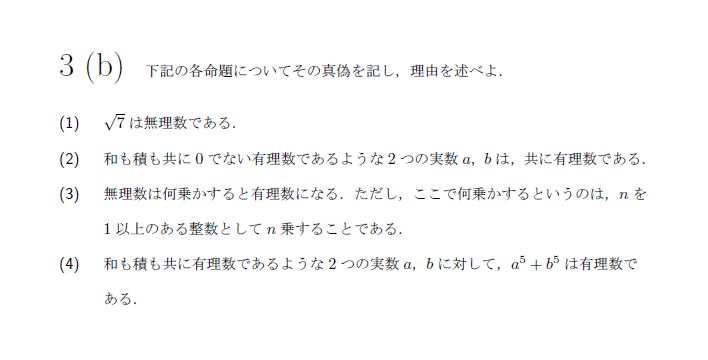 3 (b) 下記の各命題についてその真偽を記し，理由を述べよ．
(1) √7 は無理数である．
(2) 和も積も共に 0 でない有理数であるような 2 つの実数 a，b は，共に有理数である．
(3) 無理数は何乗かすると有理数になる．ただし，ここで何乗かするというのは，n を
1 以上のある整数として n 乗することである．
(4) 和も積も共に有理数であるような 2 つの実数 a，b に対して，a⁵ + b⁵ は有理数で
ある．